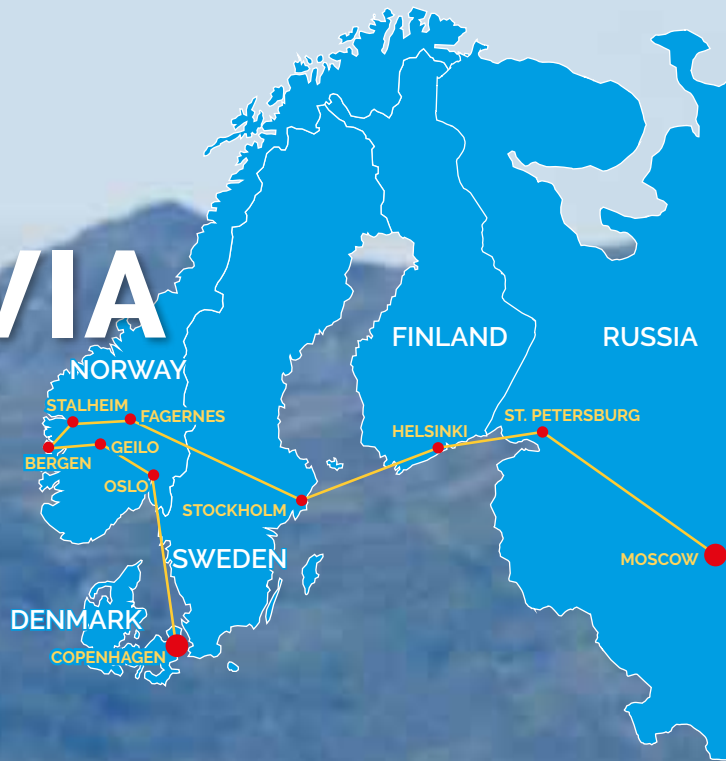 VIA
FINLAND
RUSSIA
NORWAY
STALHEIM
FAGERNES
ST. PETERSBURG
HELSINKI
GEILO
BERGEN
OSLO
STOCKHOLM
SWEDEN
MOSCOW
DENMARK
COPENHAGEN